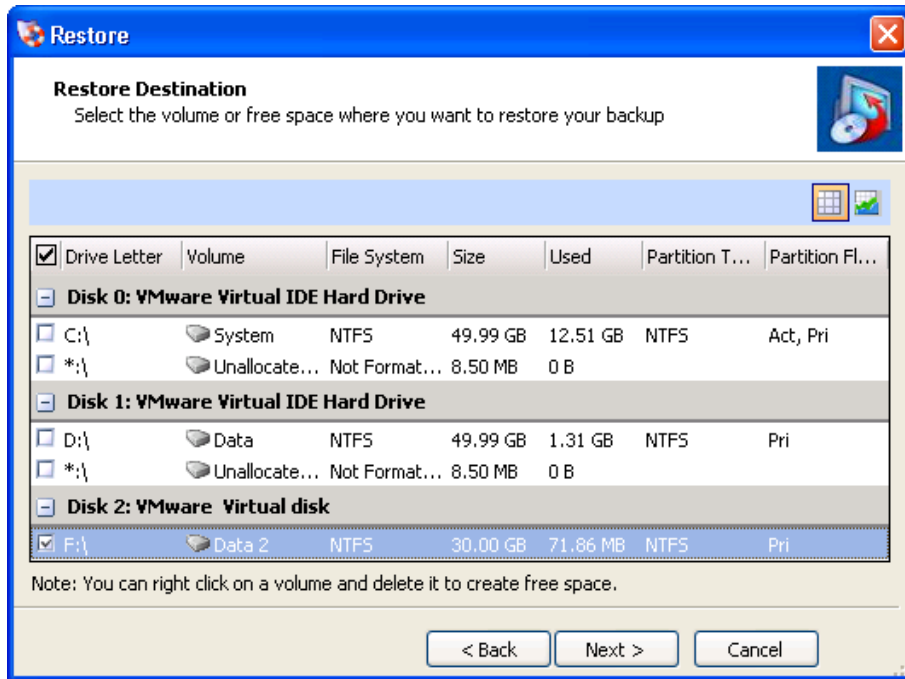 Restore
Restore Destination
Select the volume or free space where you want to restore your backup
Drive Letter Volume File System Size Used Partition T... Partition Fl...
Disk 0: VMware Virtual IDE Hard Drive
C:\ System NTFS 49.99 GB 12.51 GB NTFS Act, Pri
*:\ Unallocate... Not Format... 8.50 MB 0 B
Disk 1: VMware Virtual IDE Hard Drive
D:\ Data NTFS 49.99 GB 1.31 GB NTFS Pri
*:\ Unallocate... Not Format... 8.50 MB 0 B
Disk 2: VMware Virtual disk
F:\ Data 2 NTFS 30.00 GB 71.86 MB NTFS Pri
Note: You can right click on a volume and delete it to create free space.
< Back Next > Cancel